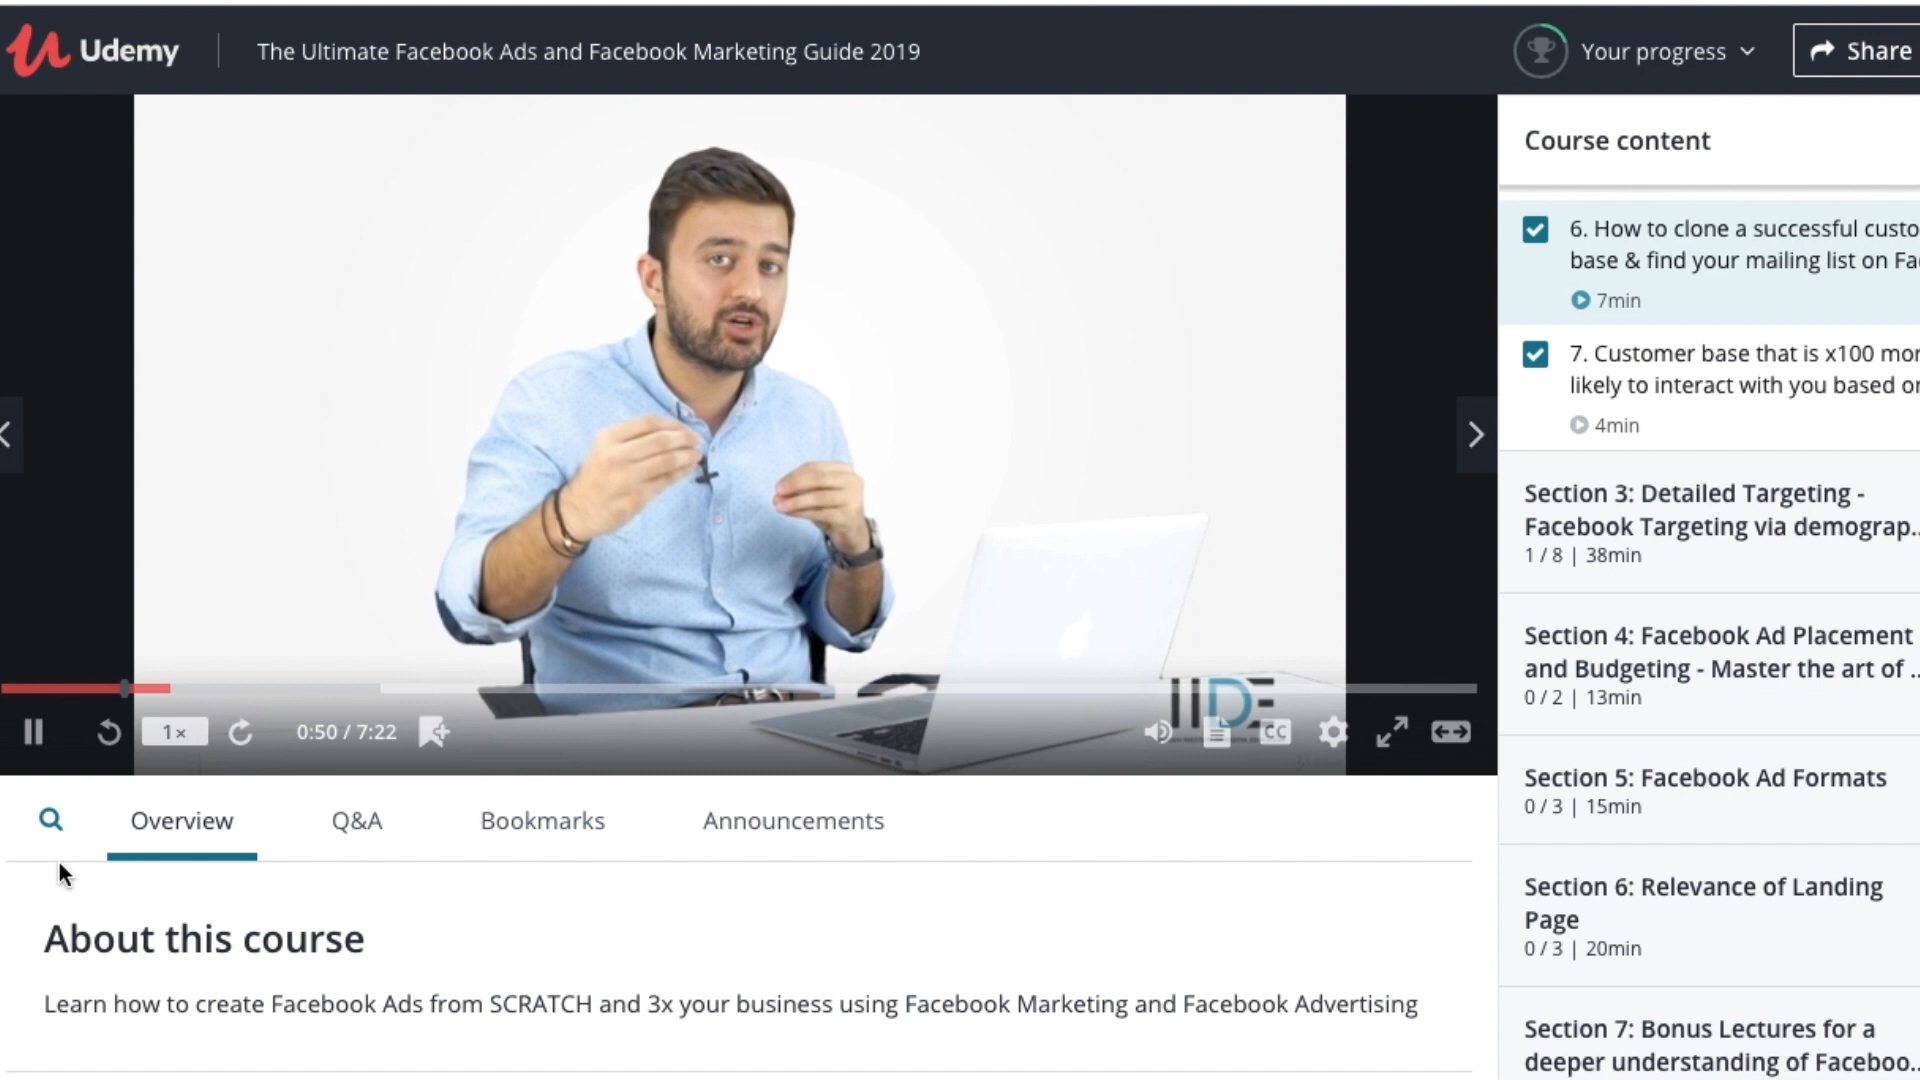 Udemy
The Ultimate Facebook Ads and Facebook Marketing Guide 2019
Your progress
Share
Course content
6. How to clone a successful custo
base & find your mailing list on Fa
7min
7. Customer base that is x100 mor
likely to interact with you based o
4min
Section 3: Detailed Targeting -
Facebook Targeting via demograp..
1 / 8 | 38min
Section 4: Facebook Ad Placement
and Budgeting - Master the art of ..
0 / 2 | 13min
Section 5: Facebook Ad Formats
0 / 3 | 15min
Section 6: Relevance of Landing
Page
0 / 3 | 20min
Section 7: Bonus Lectures for a
deeper understanding of Faceboo..
IIDE
1×
0:50 / 7:22
CC
Overview
Q&A
Bookmarks
Announcements
About this course
Learn how to create Facebook Ads from SCRATCH and 3x your business using Facebook Marketing and Facebook Advertising